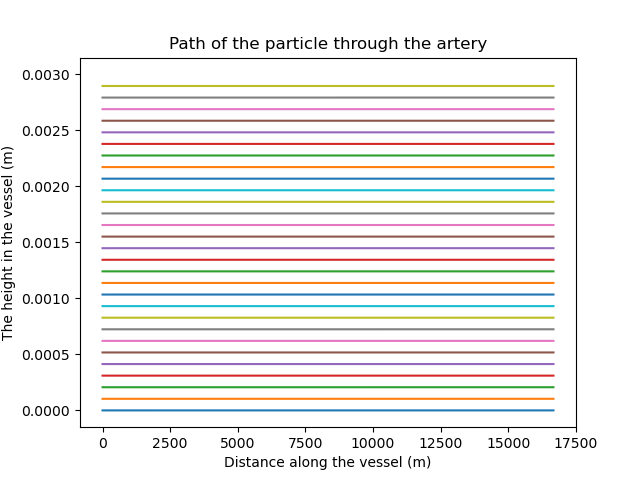 Path of the particle through the artery
The height in the vessel (m)
0.0030
0.0025
0.0020
0.0015
0.0010
0.0005
0.0000
0 2500 5000 7500 10000 12500 15000 17500
Distance along the vessel (m)